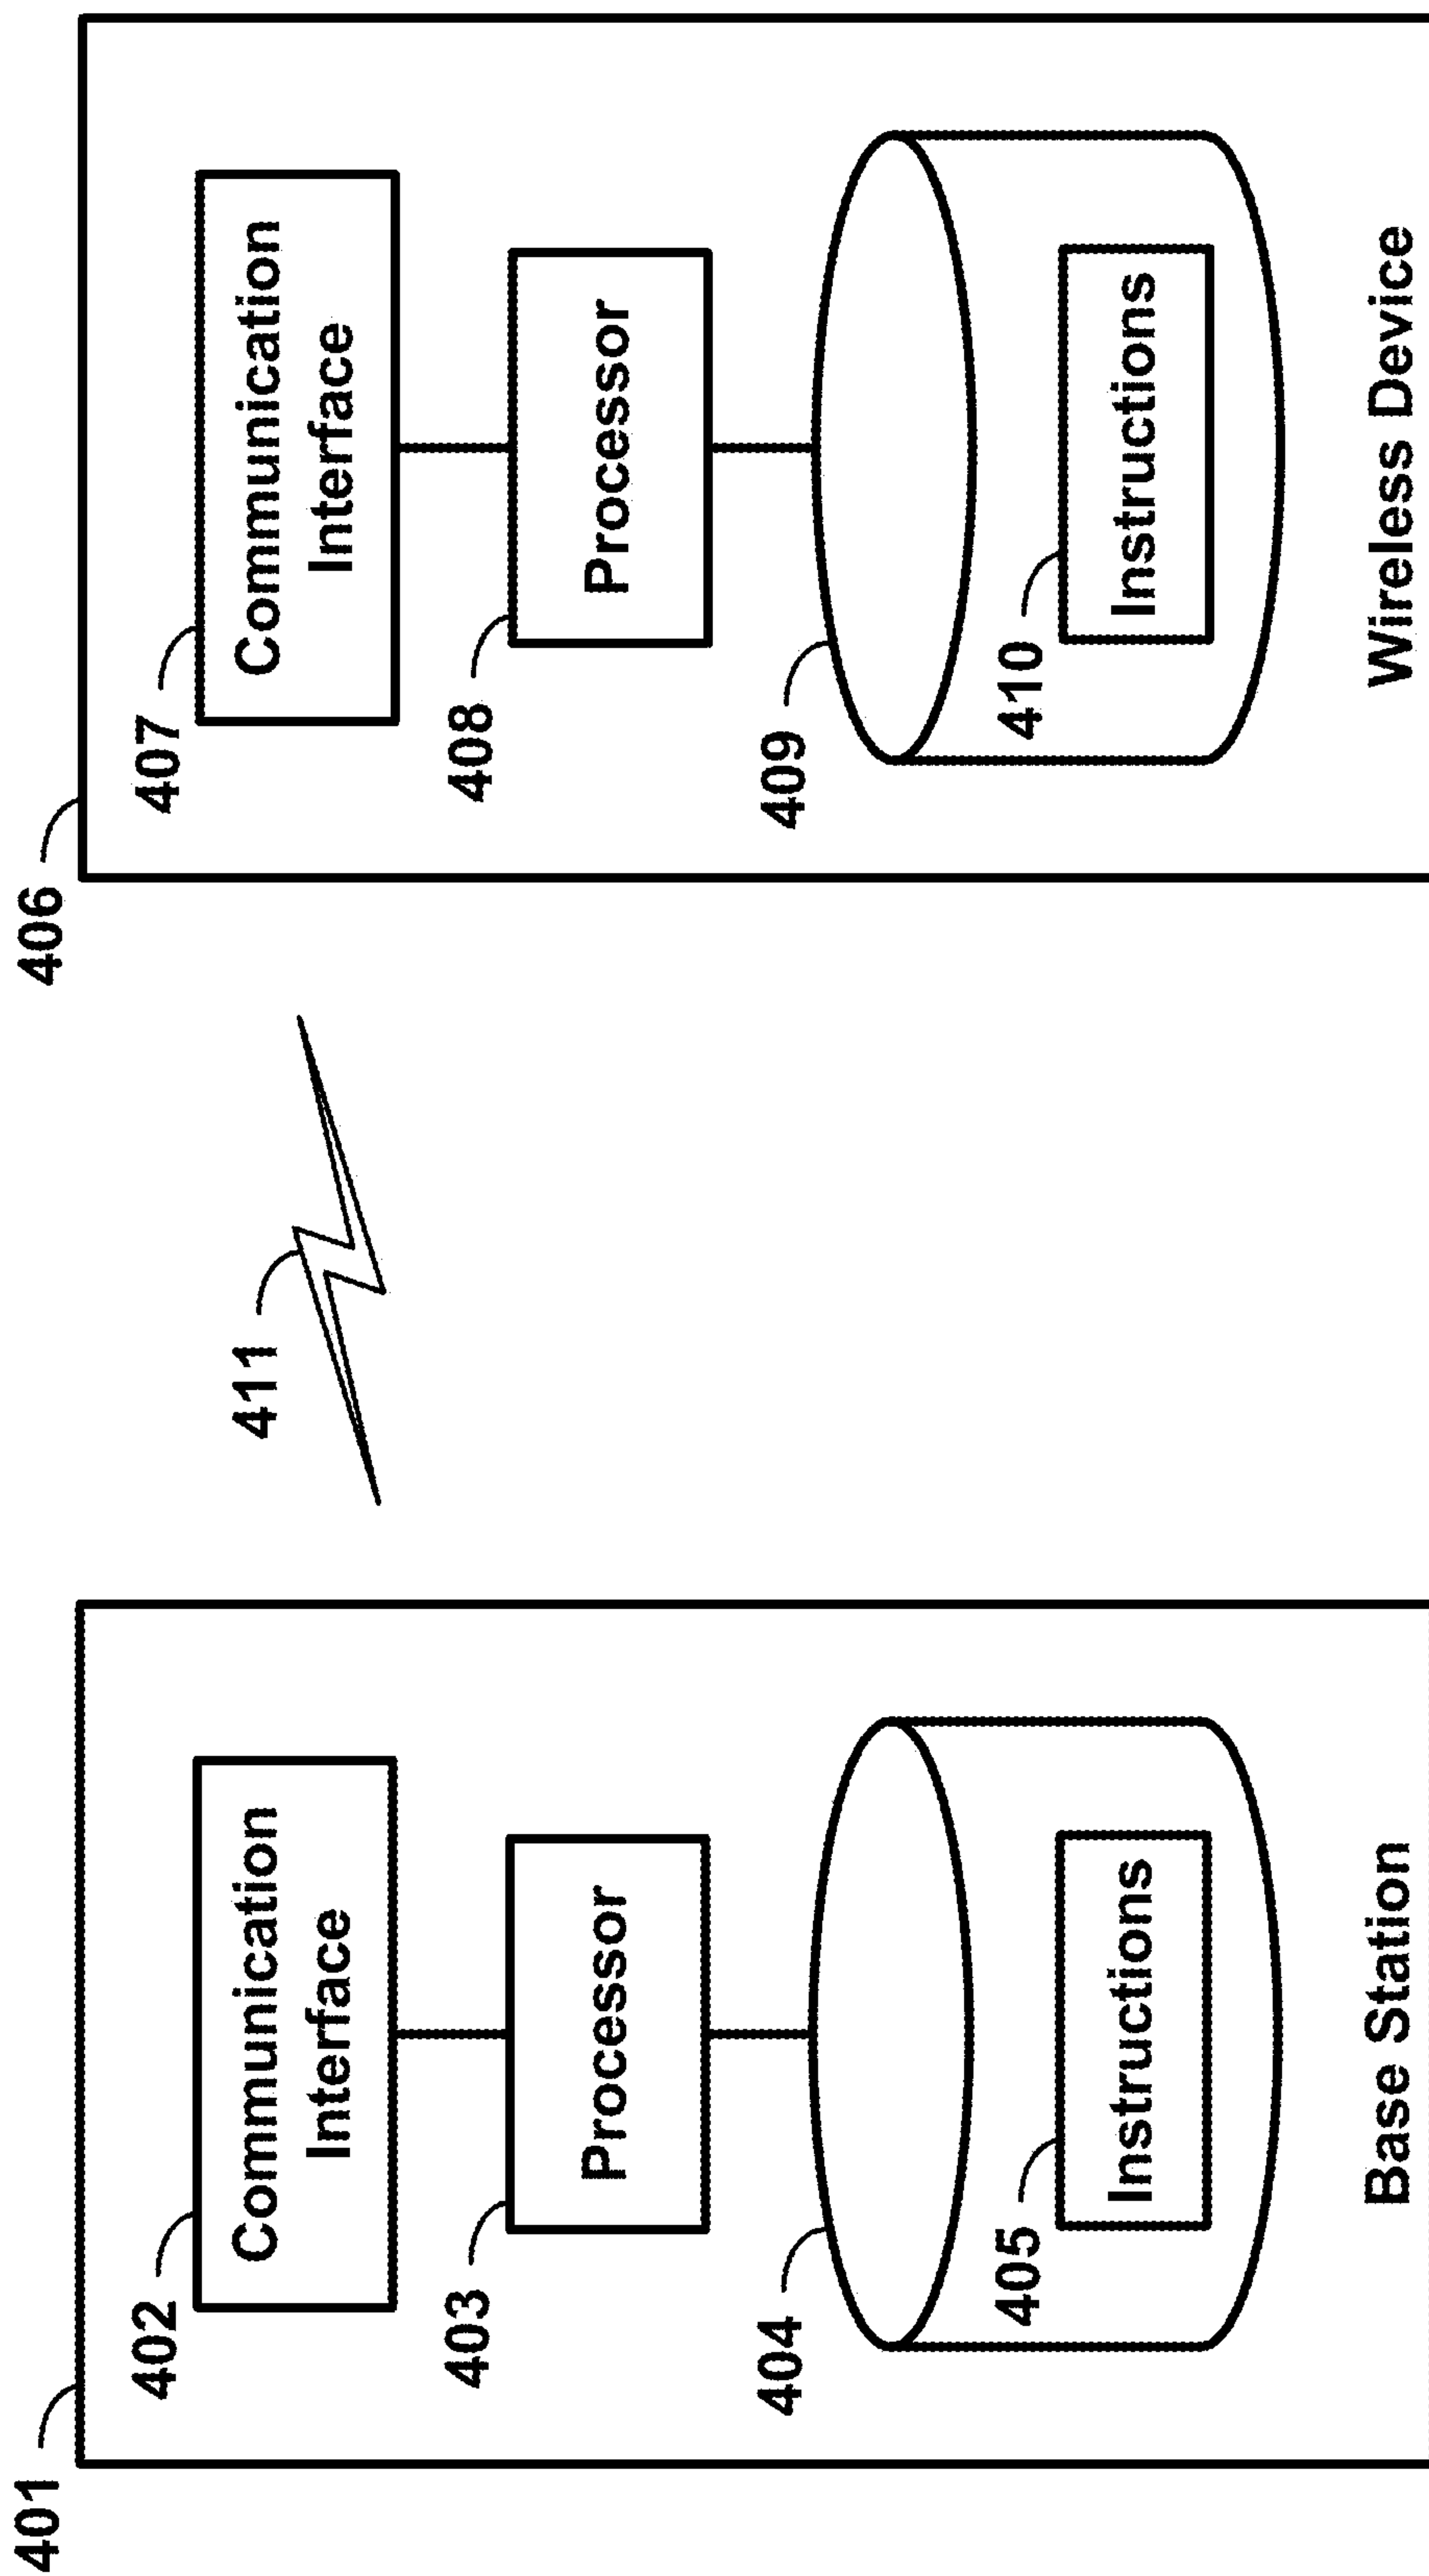 401
402
Communication
Interface
403
Processor
404
405
Instructions
Base Station
411
406
407
Communication
Interface
408
Processor
409
410
Instructions
Wireless Device